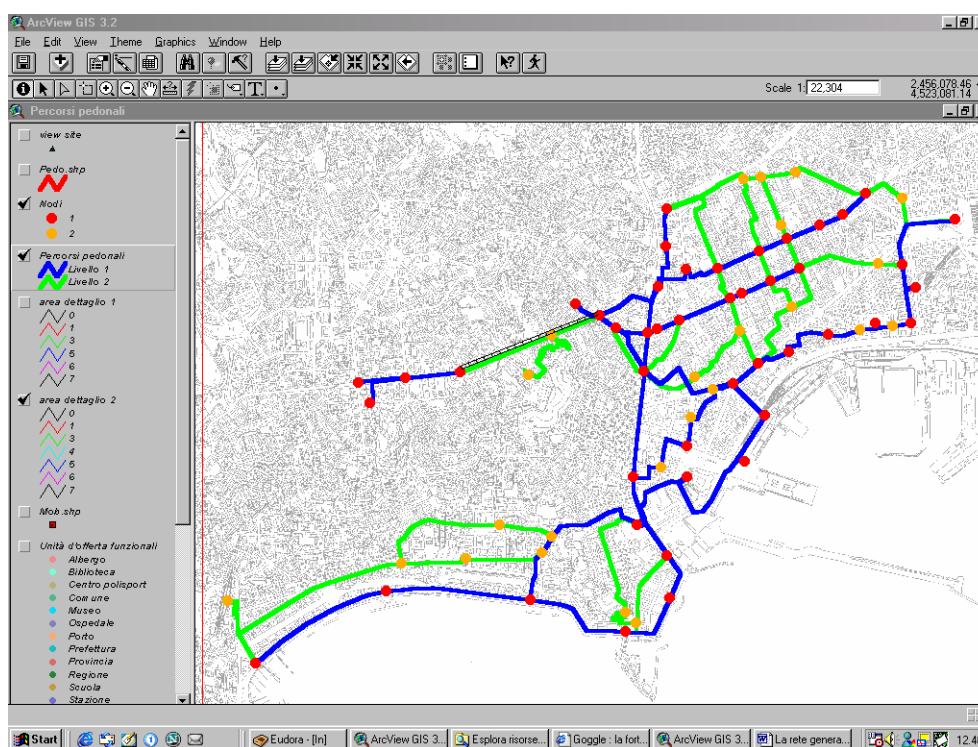 ArcView GIS 3.2
File Edit View Theme Graphics Window Help
Scale 1: 22,304
2,456,078.46
4,523,081.14
Percorsi pedonali
view site
Pedo.shp
Nodi
1
2
Percorsi pedonali
Livello 1
Livello 2
area dettaglio 1
0
1
3
5
6
7
area dettaglio 2
0
1
3
4
5
6
7
Mob.shp
Unità d'offerta funzionali
Albergo
Biblioteca
Centro polisport
Comune
Museo
Ospedale
Porto
Prefettura
Provincia
Regione
Scuola
Stazione
Start
Eudora - [In]
ArcView GIS 3...
Esplora risorse...
Goggle : la fort...
ArcView GIS 3...
La rete genera...